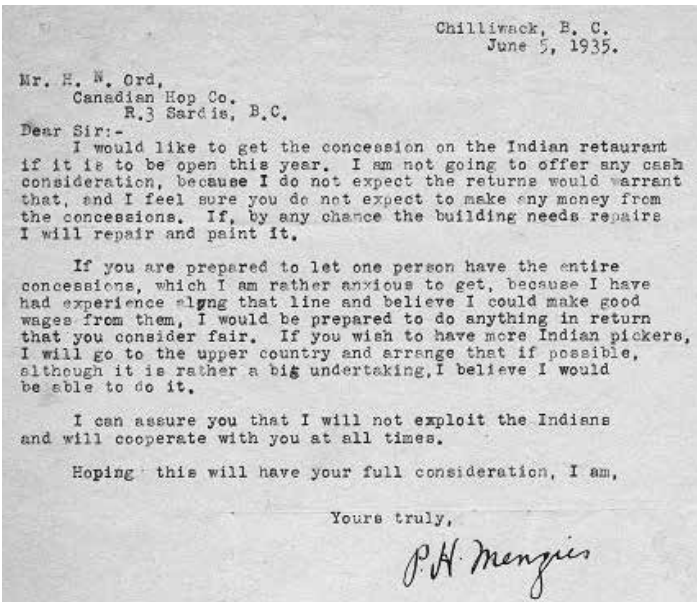 Chilliwack, B. C.
June 5, 1935.
Mr. H. N. Ord,
Canadian Hop Co.
R.3 Sardis, B.C.
Dear Sir:-
I would like to get the concession on the Indian retaurant
if it is to be open this year. I am not going to offer any cash
consideration, because I do not expect the returns would warrant
that, and I feel sure you do not expect to make any money from
the concessions. If, by any chance the building needs repairs
I will repair and paint it.
If you are prepared to let one person have the entire
concessions, which I am rather anxious to get, because I have
had experience along that line and believe I could make good
wages from them, I would be prepared to do anything in return
that you consider fair. If you wish to have more Indian pickers,
I will go to the upper country and arrange that if possible,
although it is rather a big undertaking, I believe I would
be able to do it.
I can assure you that I will not exploit the Indians
and will cooperate with you at all times.
Hoping this will have your full consideration, I am,
Yours truly,
P. H. Menzies